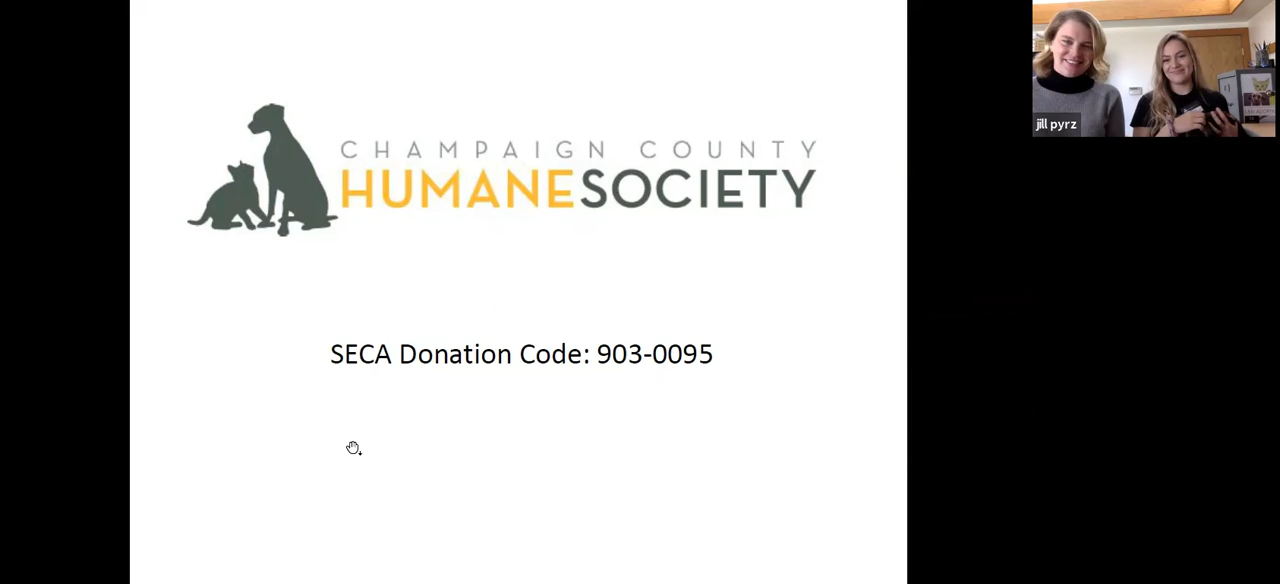 CHAMPAIGN COUNTY
HUMANESOCIETY
SECA Donation Code: 903-0095
jill pyrz